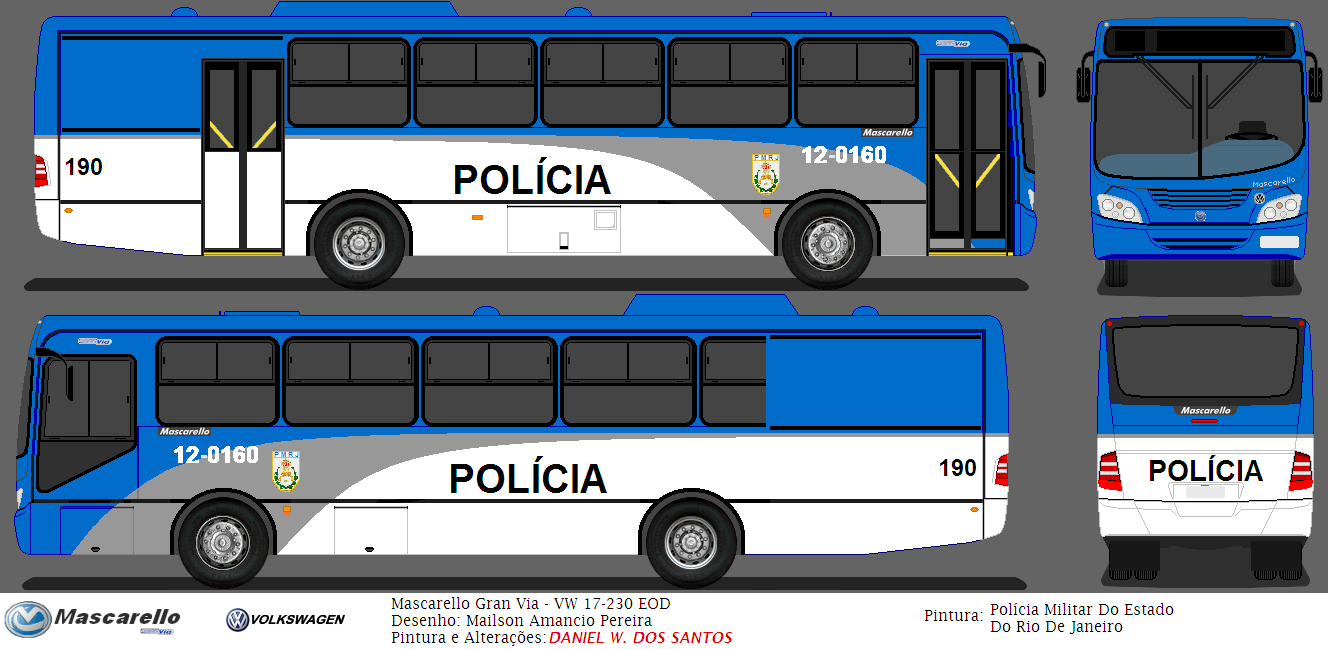 Mascarello
190
POLÍCIA
PMRJ
12-0160
Mascarello
Mascarello
12-0160
PMRJ
POLÍCIA
190
Mascarello
POLÍCIA
Mascarello
VOLKSWAGEN
Mascarello Gran Via - VW 17-230 EOD
Desenho: Mailson Amancio Pereira
Pintura e Alterações: DANIEL W. DOS SANTOS
Pintura: Polícia Militar Do Estado
Do Rio De Janeiro